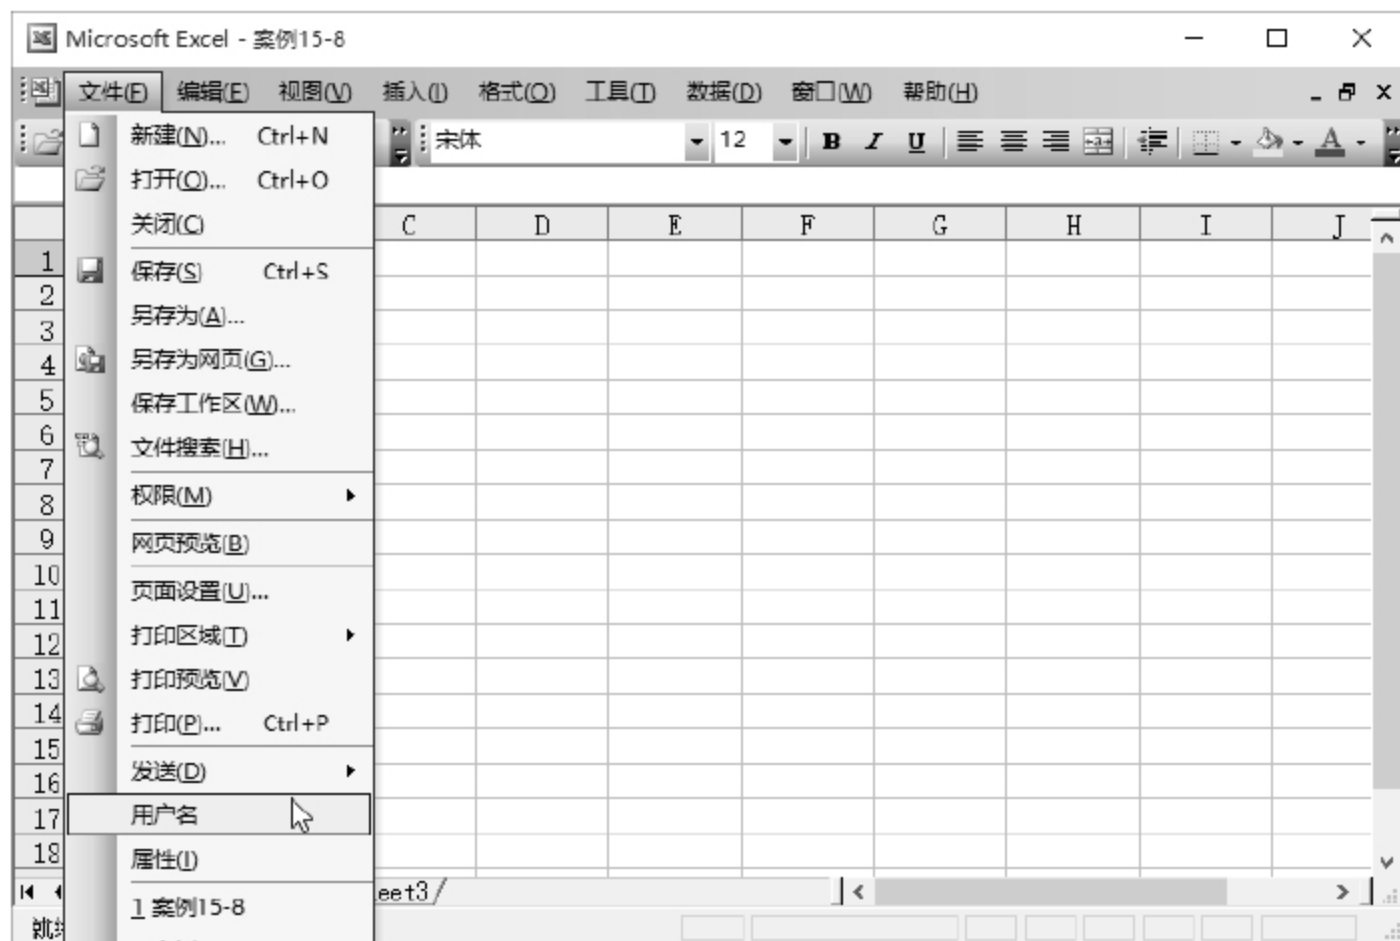 Microsoft Excel - 案例15-8
文件(F) 编辑(E) 视图(V) 插入(I) 格式(O) 工具(T) 数据(D) 窗口(W) 帮助(H)
宋体 12 B I U A
新建(N)... Ctrl+N
打开(O)... Ctrl+O
关闭(C)
保存(S) Ctrl+S
另存为(A)...
另存为网页(G)...
保存工作区(W)...
文件搜索(H)...
权限(M)
网页预览(B)
页面设置(U)...
打印区域(T)
打印预览(V)
打印(P)... Ctrl+P
发送(D)
用户名
属性(I)
1 案例15-8
C D E F G H I J
1
2
3
4
5
6
7
8
9
10
11
12
13
14
15
16
17
18
eet3
就